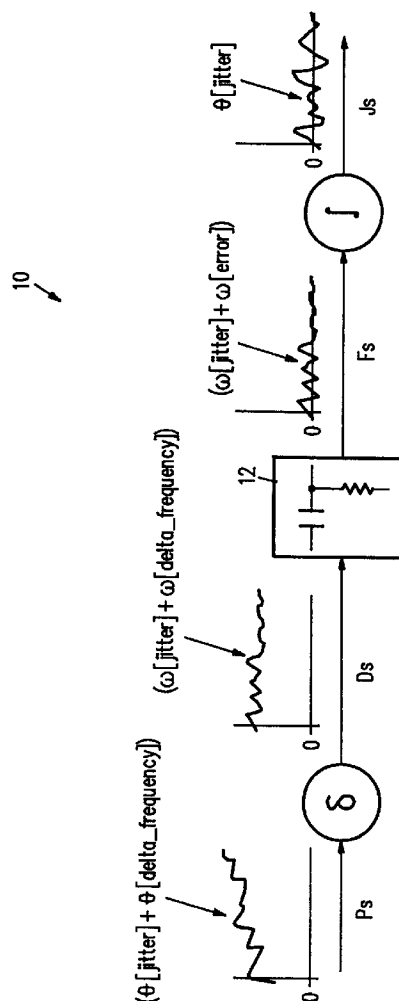 10
(θ[jitter] + θ[delta_frequency])
0
Ps
δ
(ω[jitter] + ω[delta_frequency])
0
Ds
12
(ω[jitter] + ω[error])
0
Fs
∫
θ[jitter]
0
Js